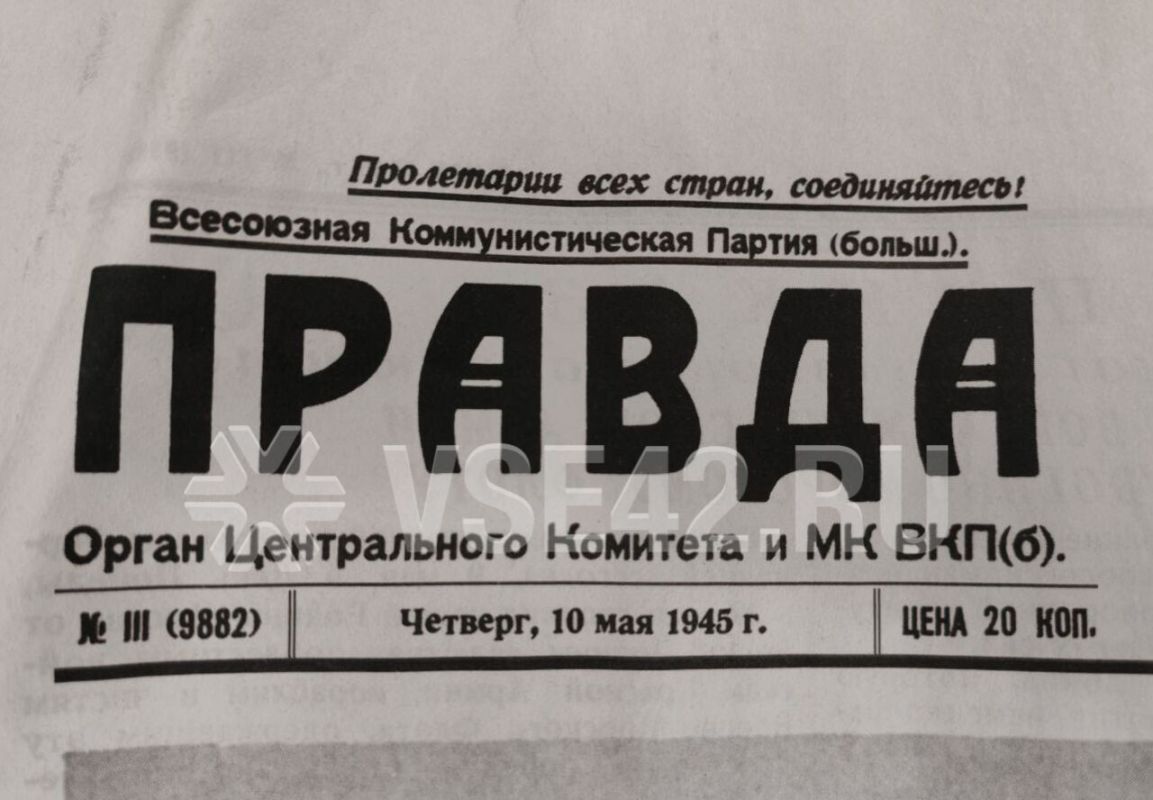 Пролетарии всех стран, соединяйтесь!
Всесоюзная Коммунистическая Партия (больш.).
ПРАВДА
VSE42.RU
Орган Центрального Комитета и МК ВКП(б).
№ 111 (9882) Четверг, 10 мая 1945 г. ЦЕНА 20 КОП.